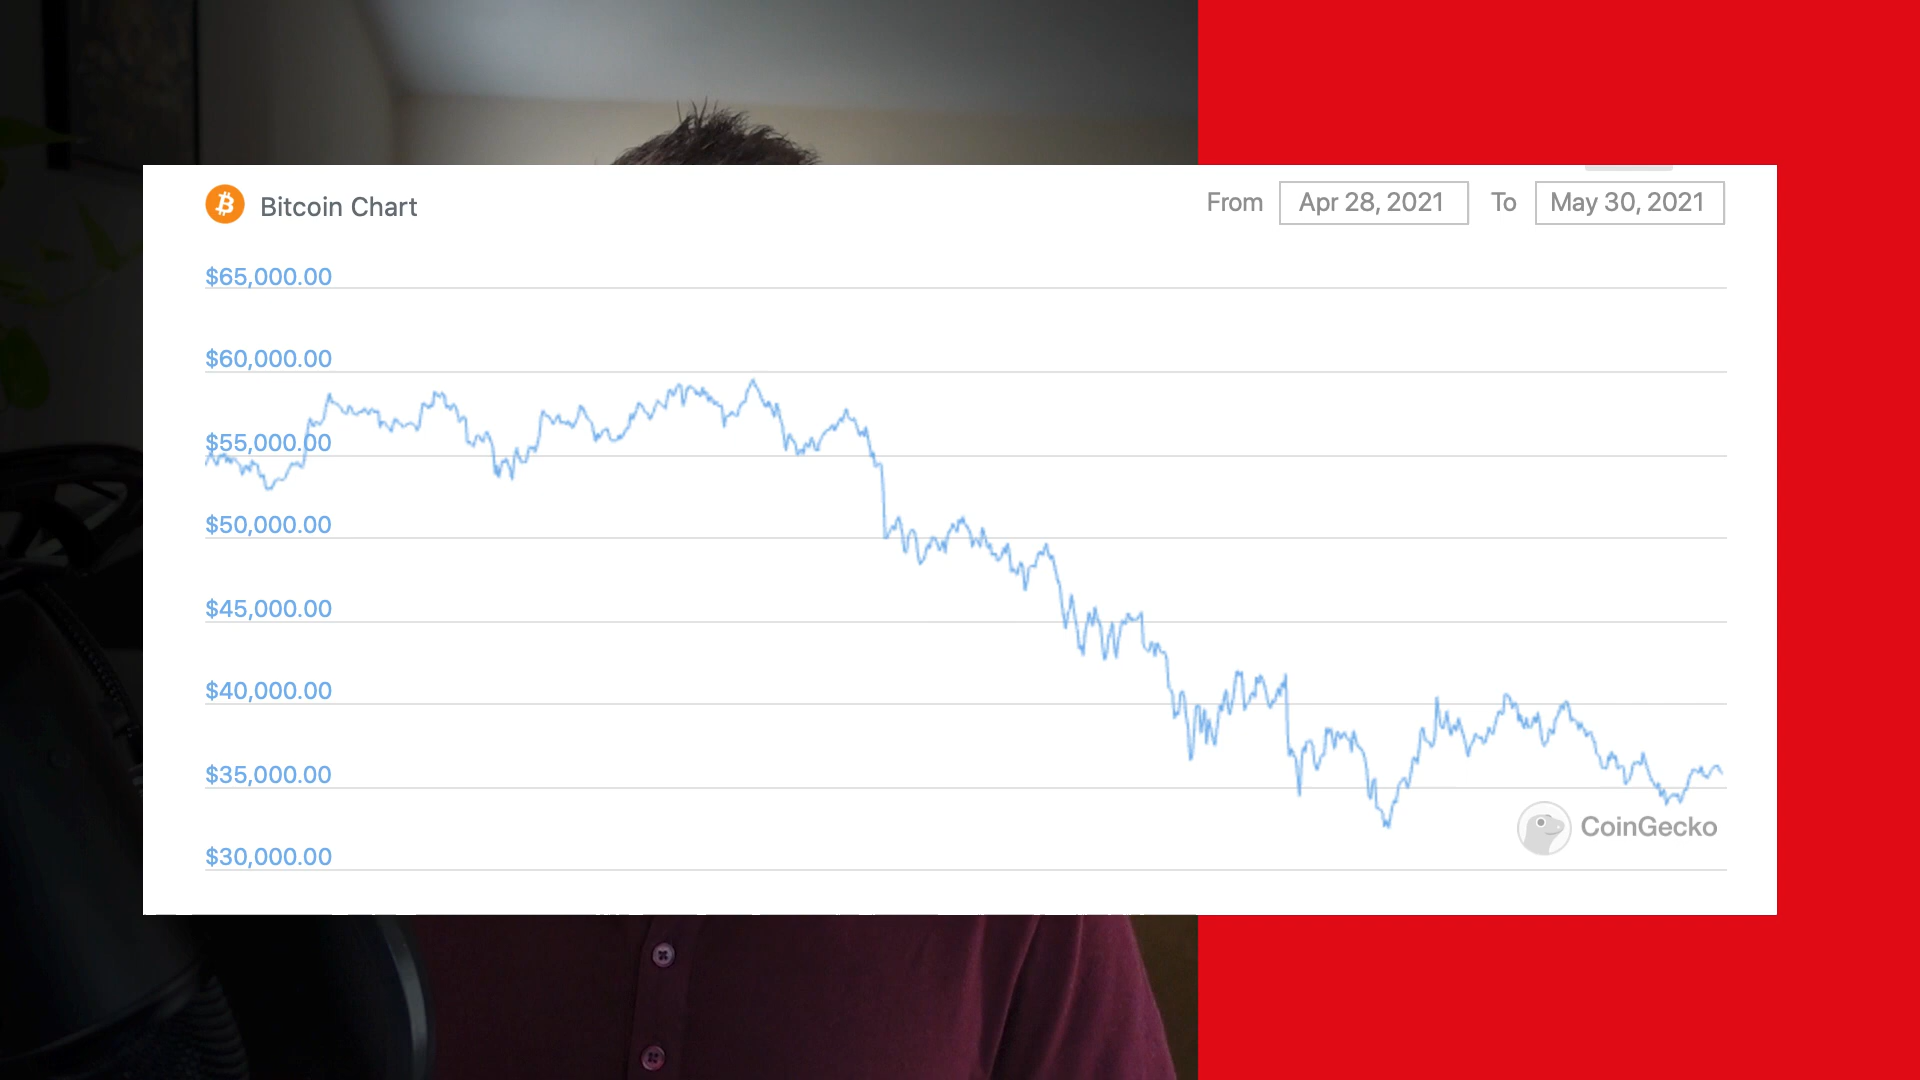 Bitcoin Chart
From Apr 28, 2021 To May 30, 2021
$65,000.00
$60,000.00
$55,000.00
$50,000.00
$45,000.00
$40,000.00
$35,000.00
CoinGecko
$30,000.00